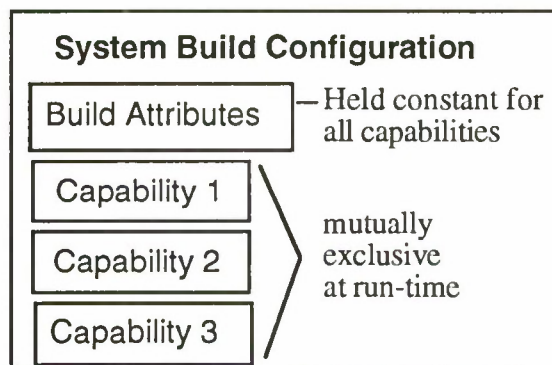 System Build Configuration
Build Attributes
Held constant for
all capabilities
Capability 1
Capability 2
Capability 3
mutually
exclusive
at run-time